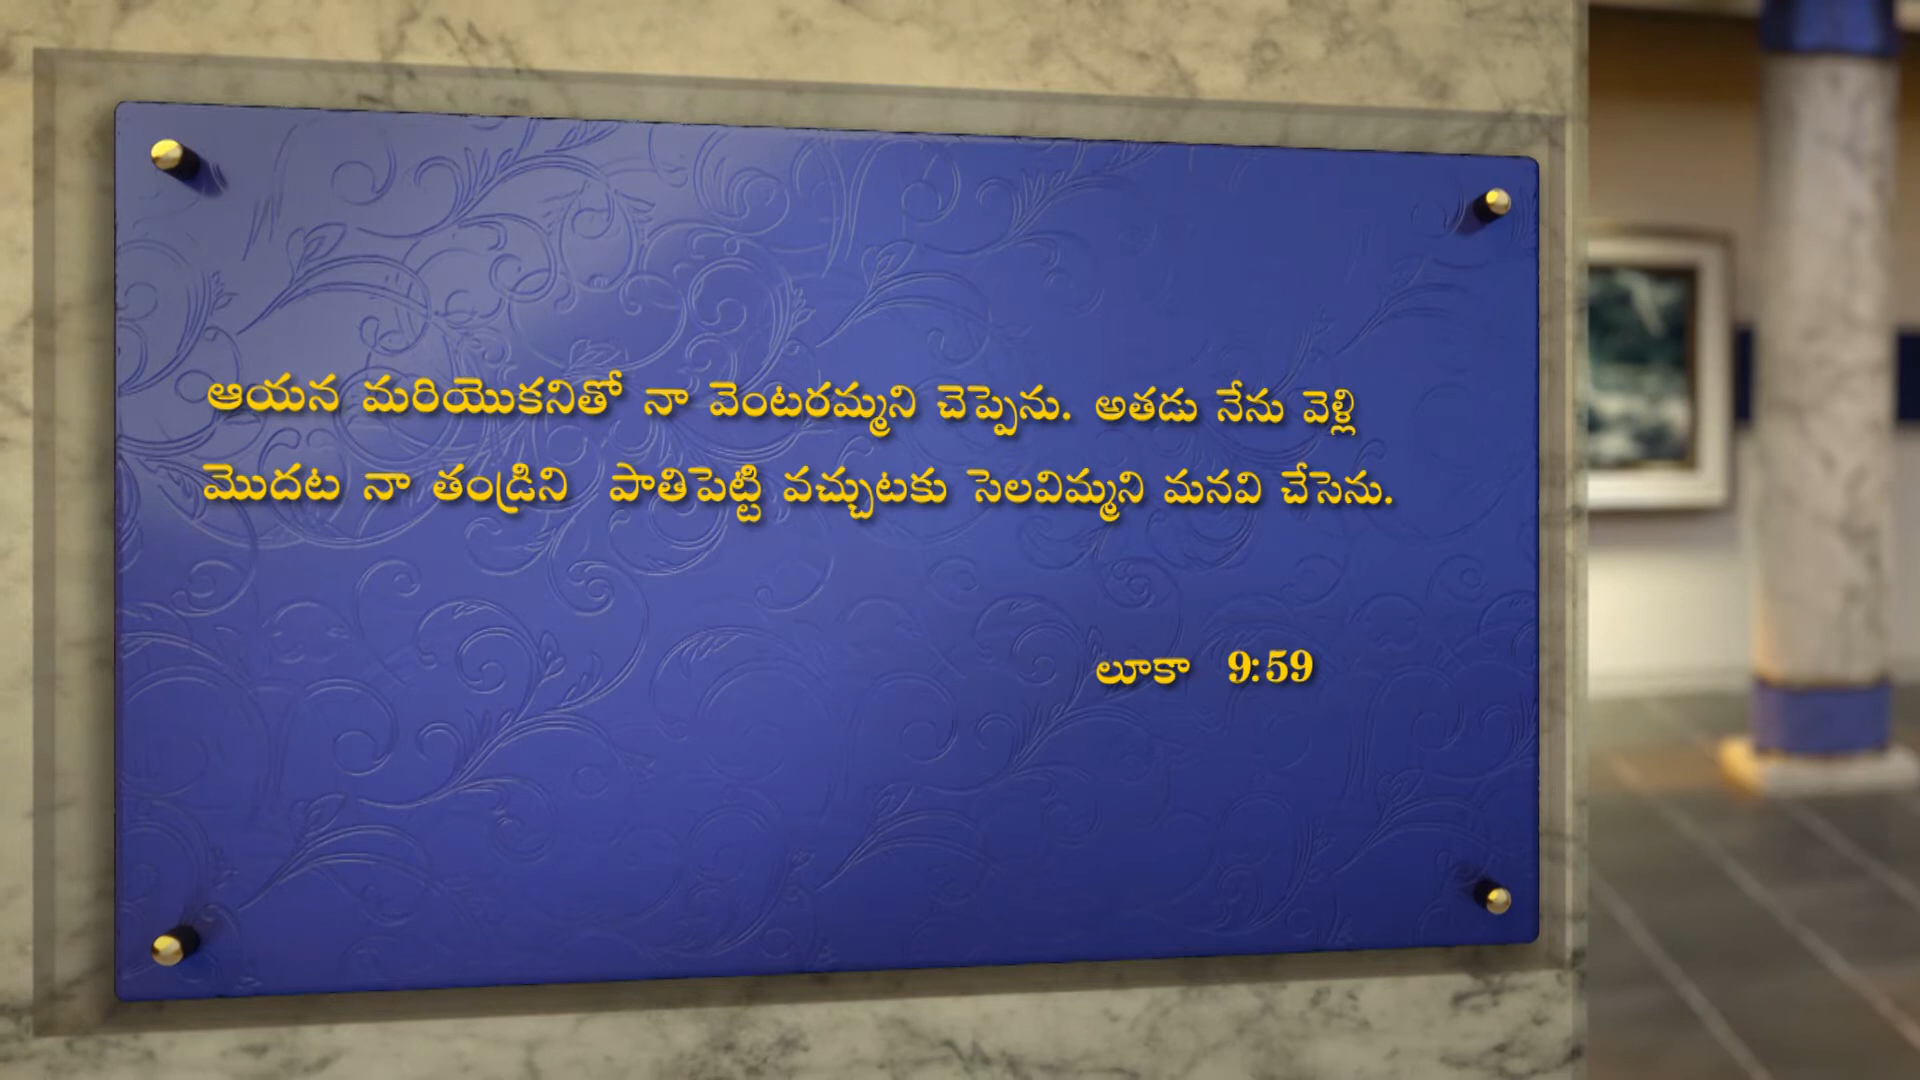 ఆయన మరియొకనితో నా వెంటరమ్మని చెప్పెను. అతడు నేను వెళ్లి
మొదట నా తండ్రిని పాతిపెట్టి వచ్చుటకు సెలవిమ్మని మనవి చేసెను.
లూకా 9:59